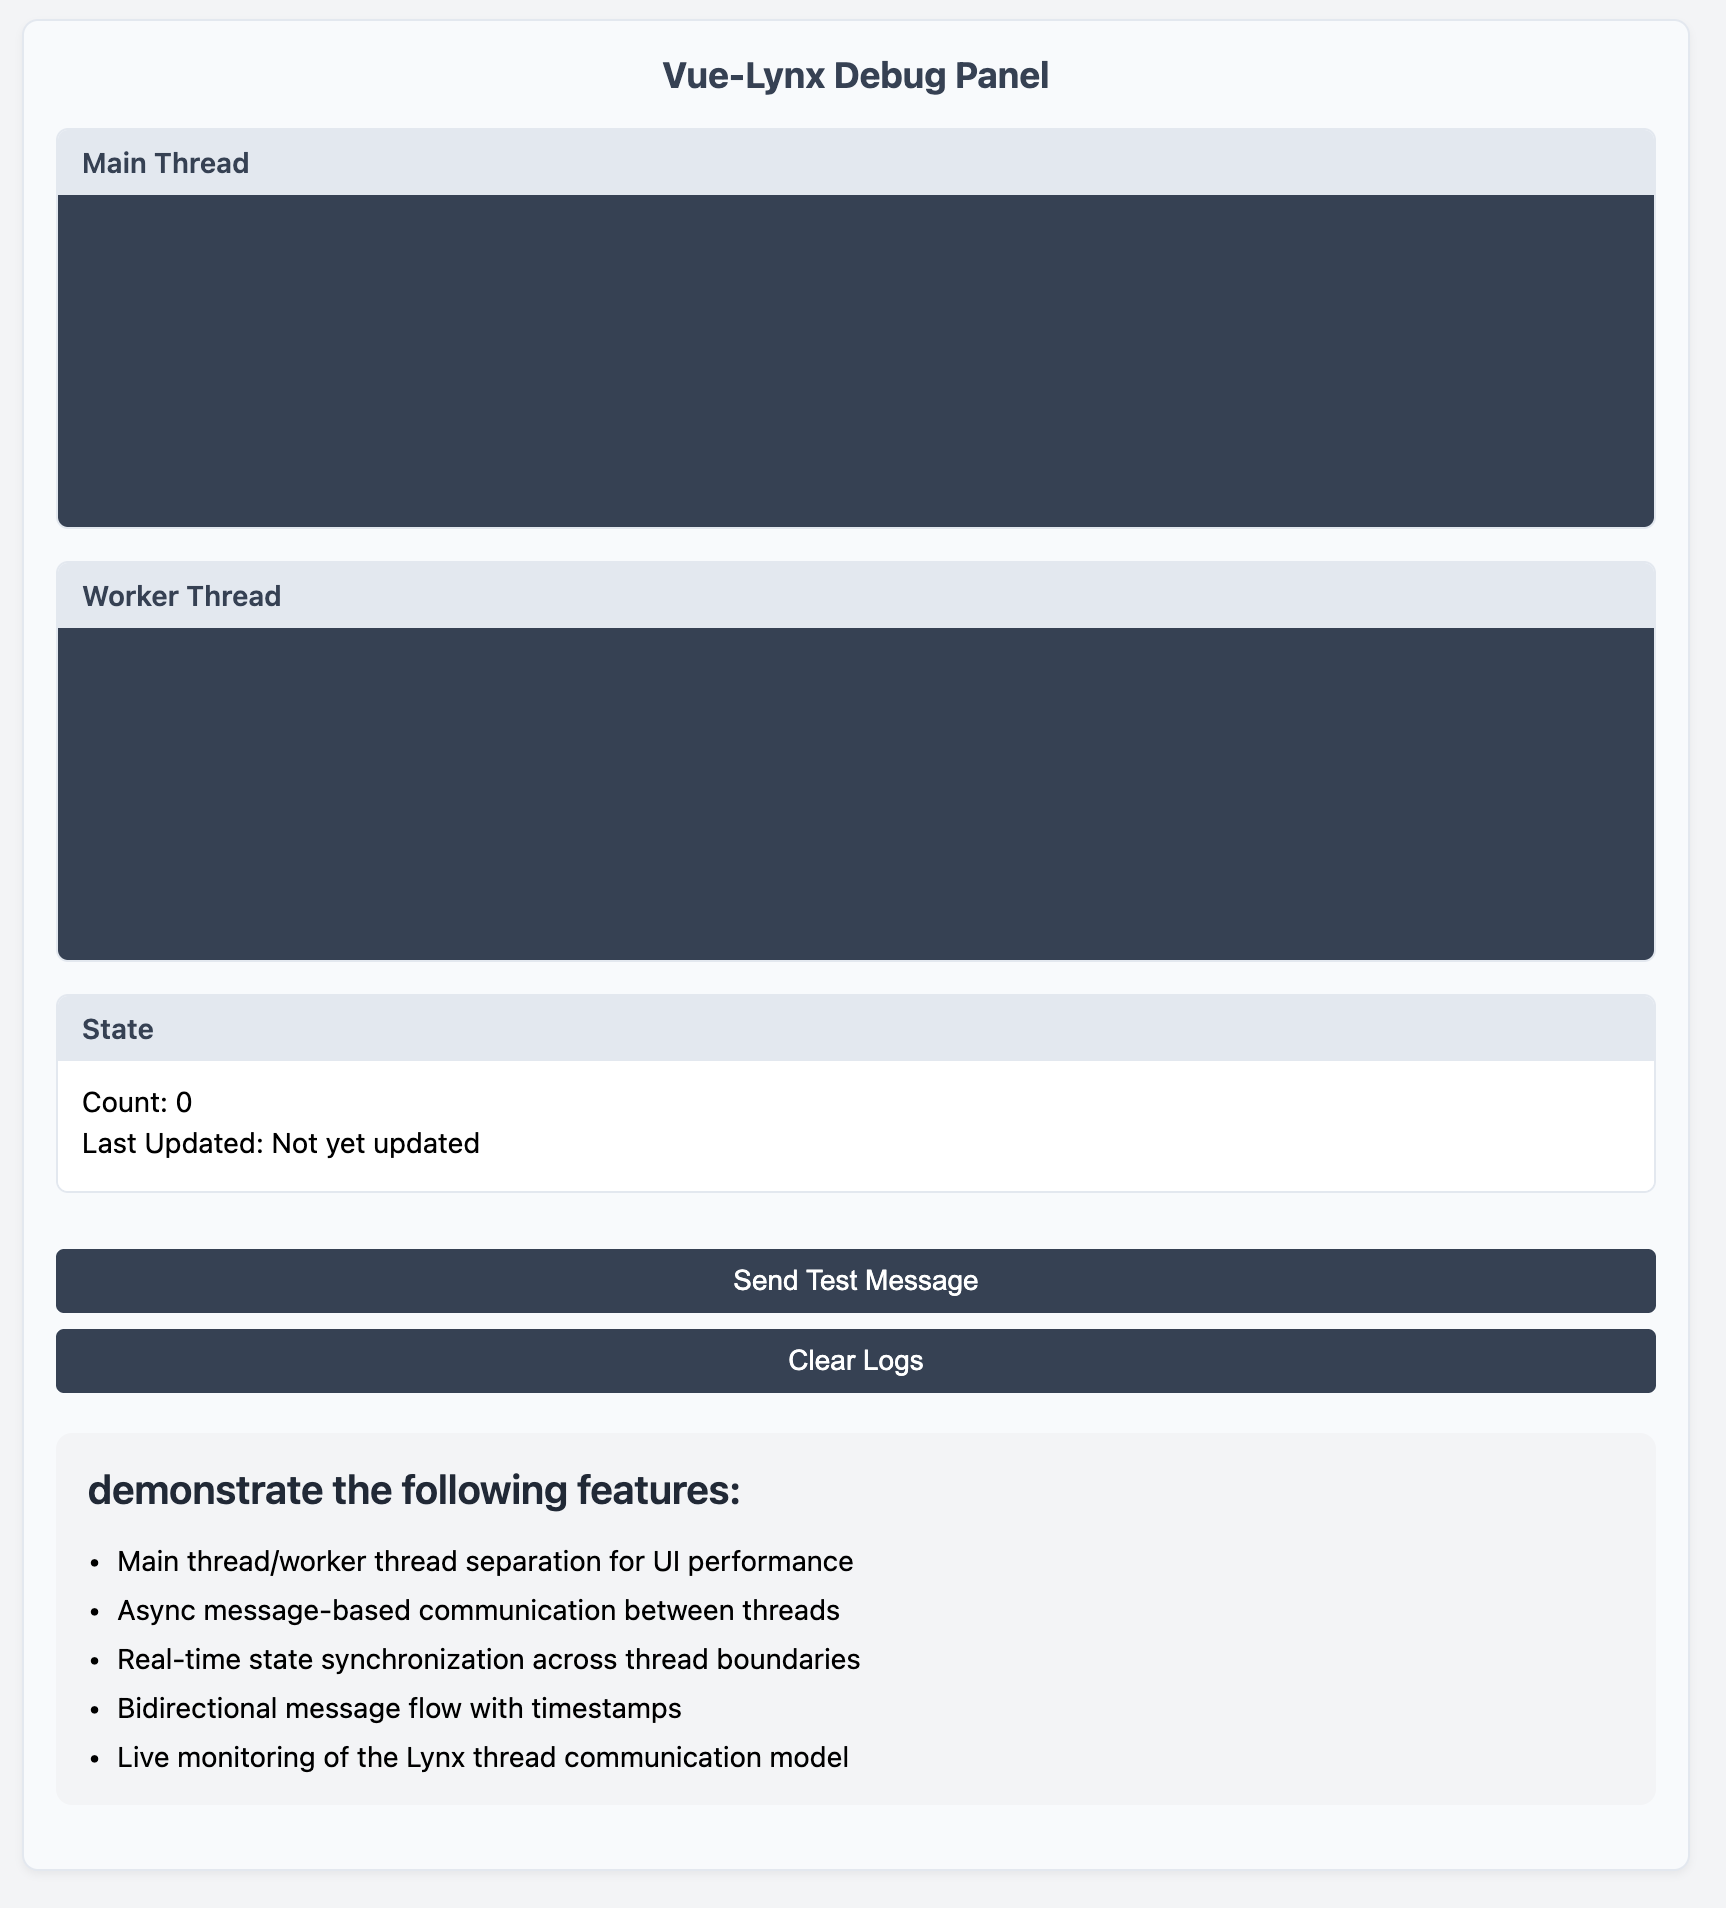 Vue-Lynx Debug Panel
Main Thread
Worker Thread
State
Count: 0
Last Updated: Not yet updated
Send Test Message
Clear Logs
demonstrate the following features:
• Main thread/worker thread separation for UI performance
• Async message-based communication between threads
• Real-time state synchronization across thread boundaries
• Bidirectional message flow with timestamps
• Live monitoring of the Lynx thread communication model